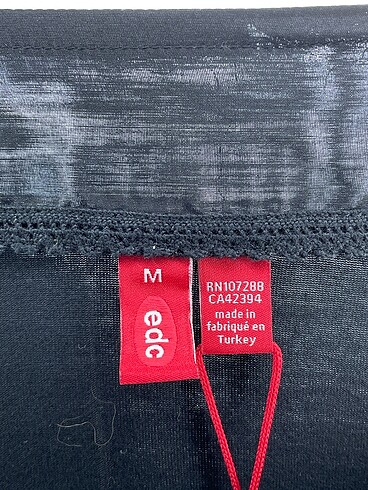 M
edc
RN107288
CA42394
made in
fabriqué en
Turkey